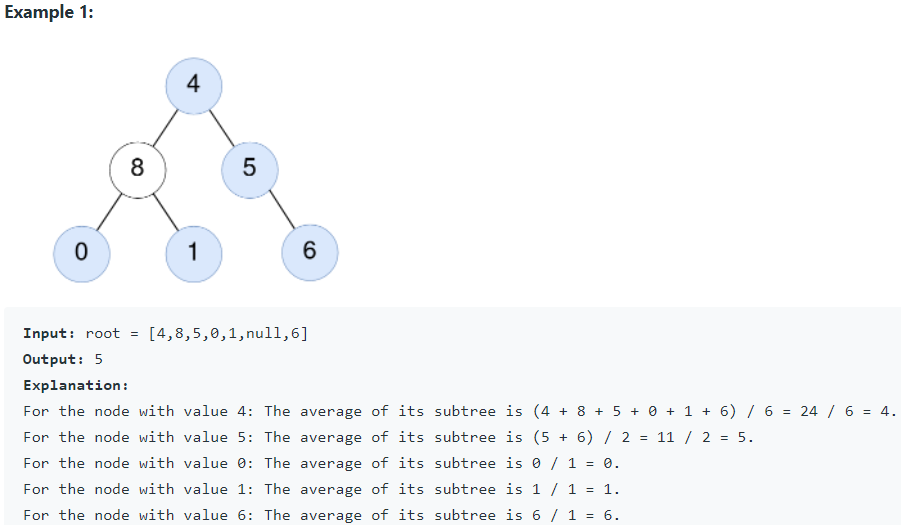 Example 1:
4
8 5
0 1 6
Input: root = [4,8,5,0,1,null,6]
Output: 5
Explanation:
For the node with value 4: The average of its subtree is (4 + 8 + 5 + 0 + 1 + 6) / 6 = 24 / 6 = 4.
For the node with value 5: The average of its subtree is (5 + 6) / 2 = 11 / 2 = 5.
For the node with value 0: The average of its subtree is 0 / 1 = 0.
For the node with value 1: The average of its subtree is 1 / 1 = 1.
For the node with value 6: The average of its subtree is 6 / 1 = 6.